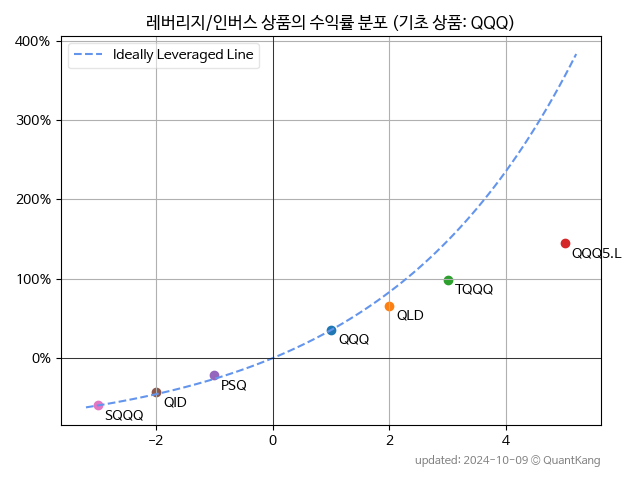 레버리지/인버스 상품의 수익률 분포 (기초 상품: QQQ)
Ideally Leveraged Line
400%
300%
200%
100%
0%
QQQ5.L
TQQQ
QLD
QQQ
PSQ
QID
SQQQ
−2
0
2
4
updated: 2024-10-09 © QuantKang